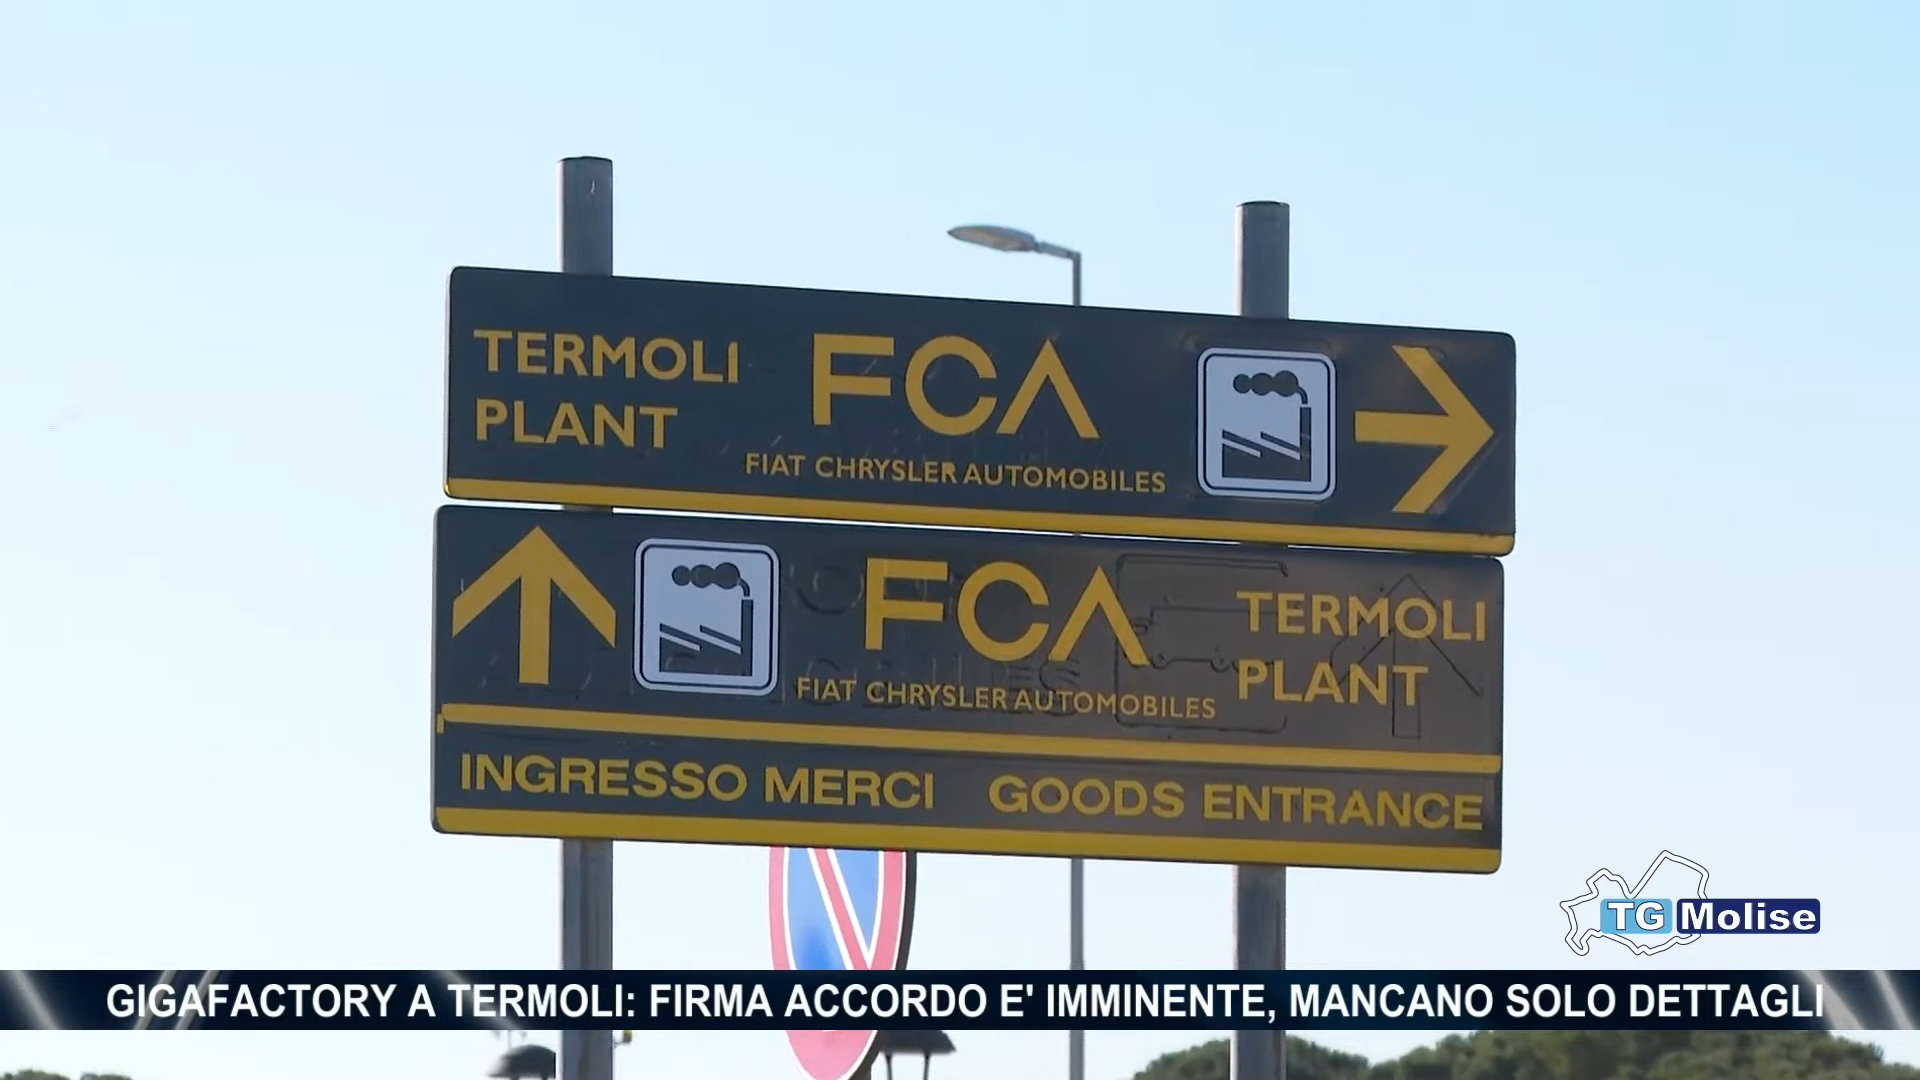 TERMOLI
PLANT
FCA
FIAT CHRYSLER AUTOMOBILES
FCA
FIAT CHRYSLER AUTOMOBILES
TERMOLI
PLANT
INGRESSO MERCI GOODS ENTRANCE
TG Molise
GIGAFACTORY A TERMOLI: FIRMA ACCORDO E' IMMINENTE, MANCANO SOLO DETTAGLI